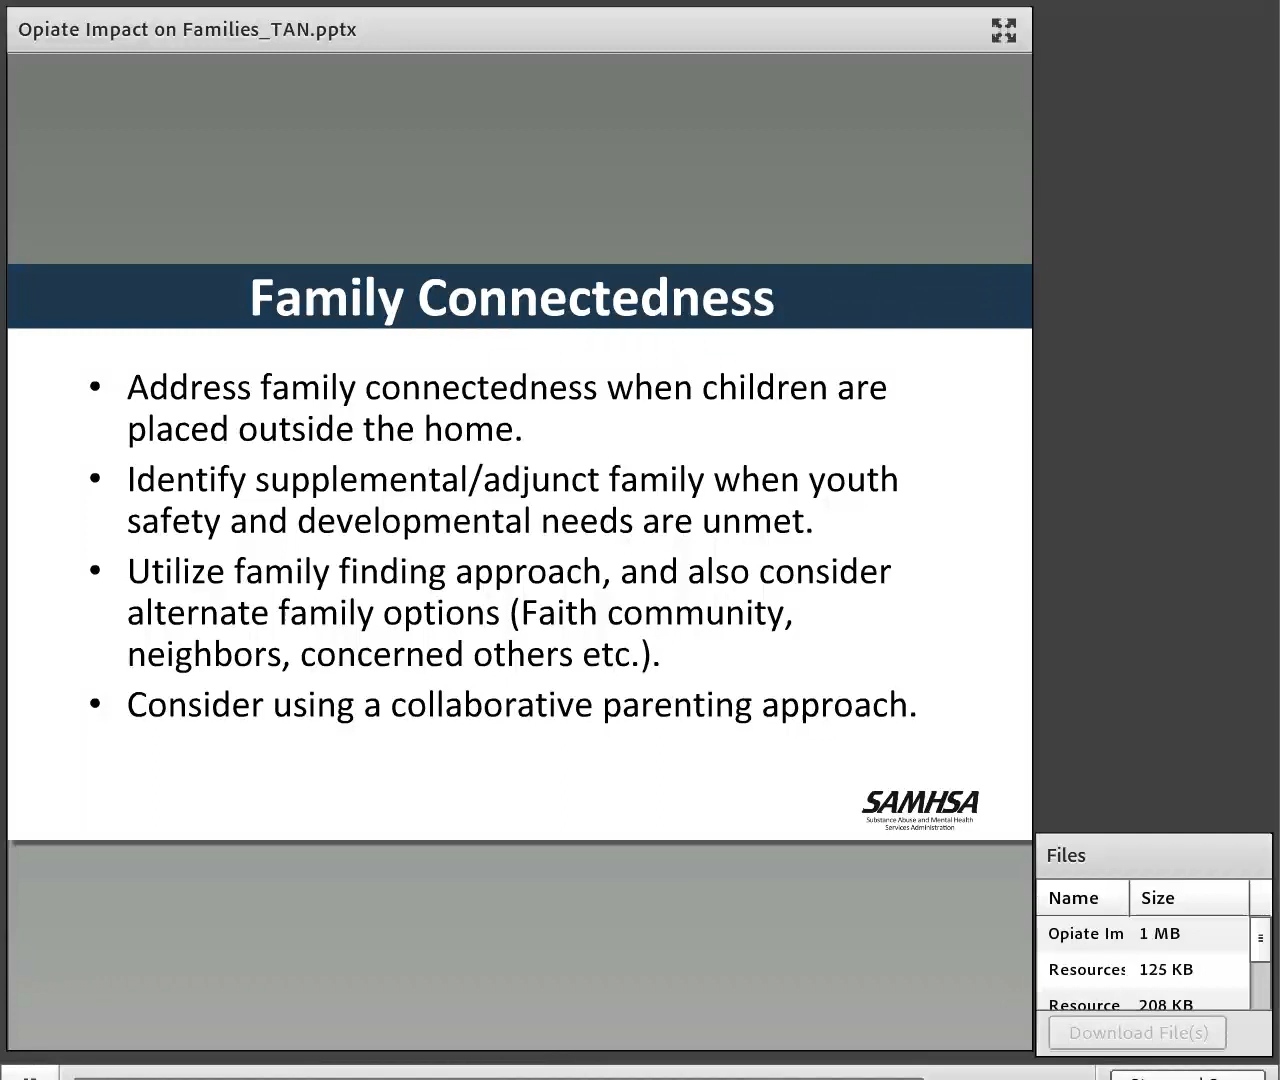 Opiate Impact on Families_TAN.pptx
Family Connectedness
• Address family connectedness when children are
placed outside the home.
• Identify supplemental/adjunct family when youth
safety and developmental needs are unmet.
• Utilize family finding approach, and also consider
alternate family options (Faith community,
neighbors, concerned others etc.).
• Consider using a collaborative parenting approach.
SAMHSA
Substance Abuse and Mental Health
Services Administration
Files
Name Size
Opiate Im 1 MB
Resources 125 KB
Resource 208 KB
Download File(s)